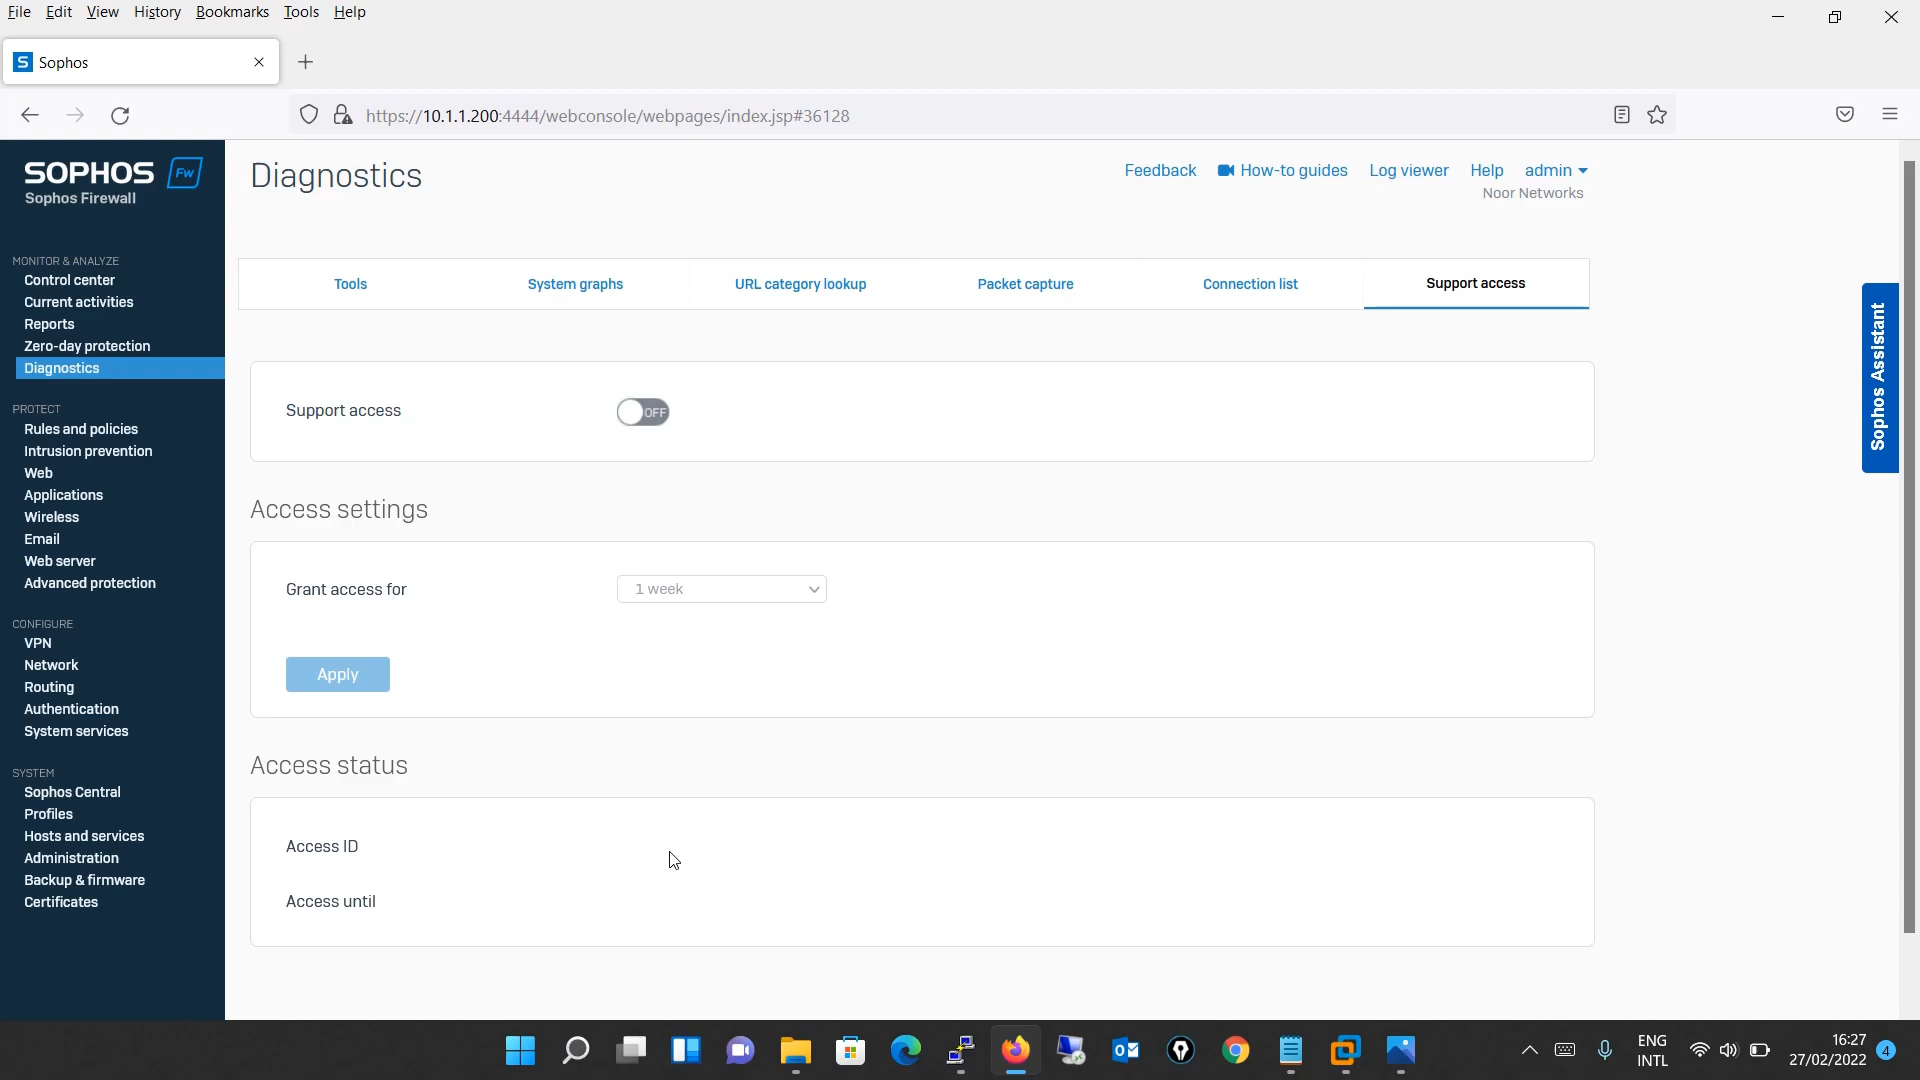 File Edit View History Bookmarks Tools Help
S Sophos
https://10.1.1.200:4444/webconsole/webpages/index.jsp#36128
SOPHOS Fw
Sophos Firewall
MONITOR & ANALYZE
Control center
Current activities
Reports
Zero-day protection
Diagnostics
PROTECT
Rules and policies
Intrusion prevention
Web
Applications
Wireless
Email
Web server
Advanced protection
CONFIGURE
VPN
Network
Routing
Authentication
System services
SYSTEM
Sophos Central
Profiles
Hosts and services
Administration
Backup & firmware
Certificates
Diagnostics
Feedback How-to guides Log viewer Help admin
Noor Networks
Tools System graphs URL category lookup Packet capture Connection list Support access
Support access OFF
Access settings
Grant access for 1 week
Apply
Access status
Access ID
Access until
Sophos Assistant
ENG
INTL
16:27
27/02/2022
4